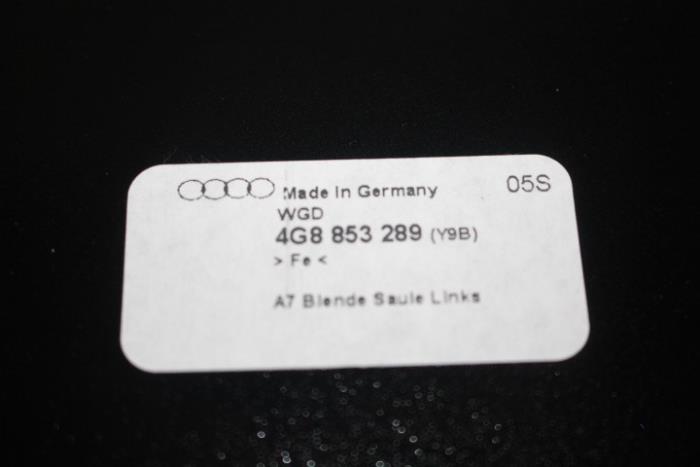 Made in Germany 05S
WGD
4G8 853 289 (Y9B)
> Fe <
A7 Blende Saule Links